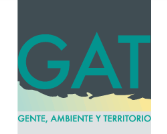 GAT
GENTE, AMBIENTE Y TERRITORIO